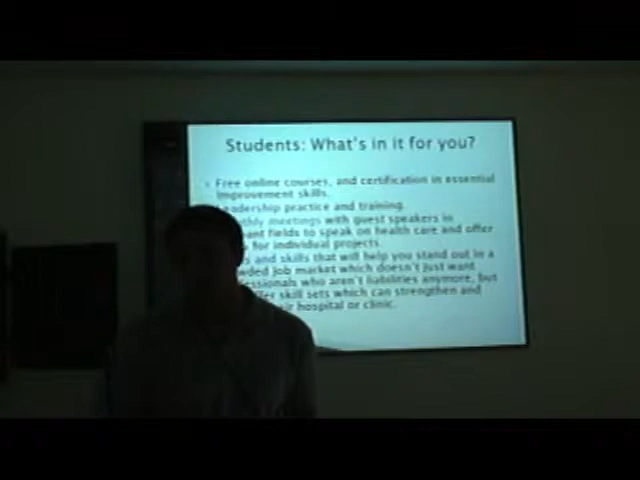 Students: What's in it for you?
Free online courses, and certification in essential
improvement skills.
Leadership practice and training.
meetings with guest speakers in
fields to speak on health care and offer
for individual projects
and skills that will help you stand out in a
job market which doesn't just want
who aren't liabilities anymore, but
skill sets which can strengthen and
hospital or clinic.